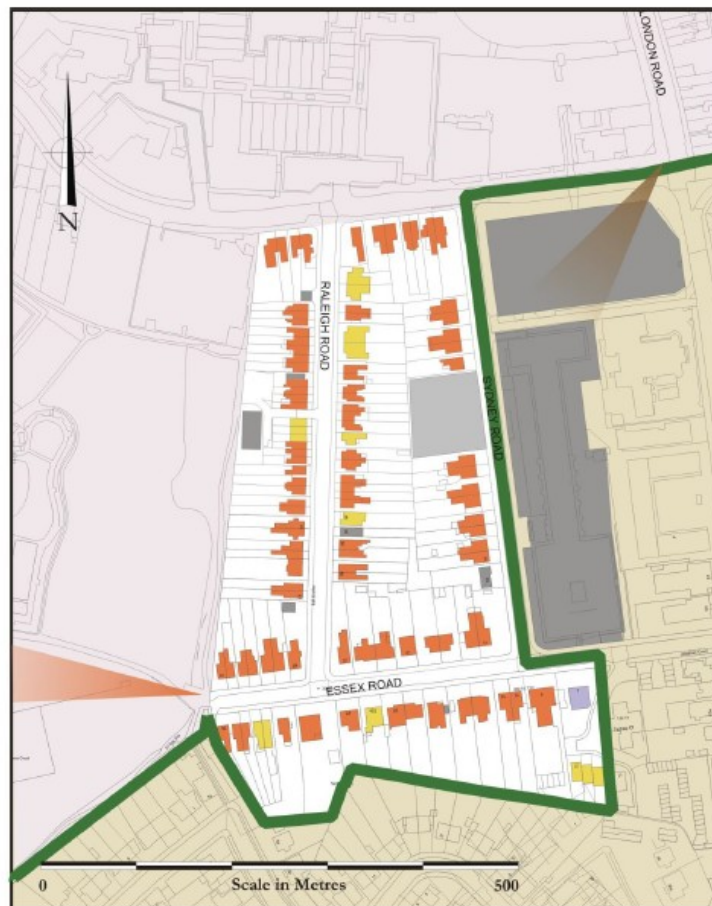 LONDON ROAD
N
RALEIGH ROAD
SYDNEY ROAD
ESSEX ROAD
0
Scale in Metres
500